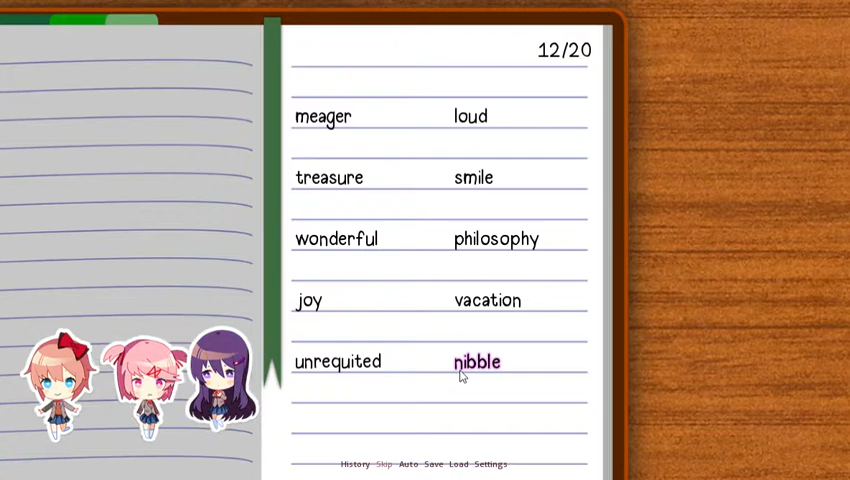 12/20
meager loud
treasure smile
wonderful philosophy
joy vacation
unrequited nibble
History Skip Auto Save Load Settings